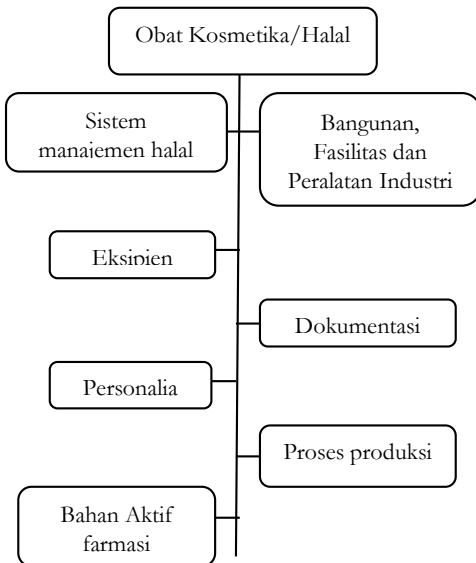 Obat Kosmetika/Halal
Sistem
manajemen halal
Bangunan,
Fasilitas dan
Peralatan Industri
Eksipien
Dokumentasi
Personalia
Proses produksi
Bahan Aktif
farmasi